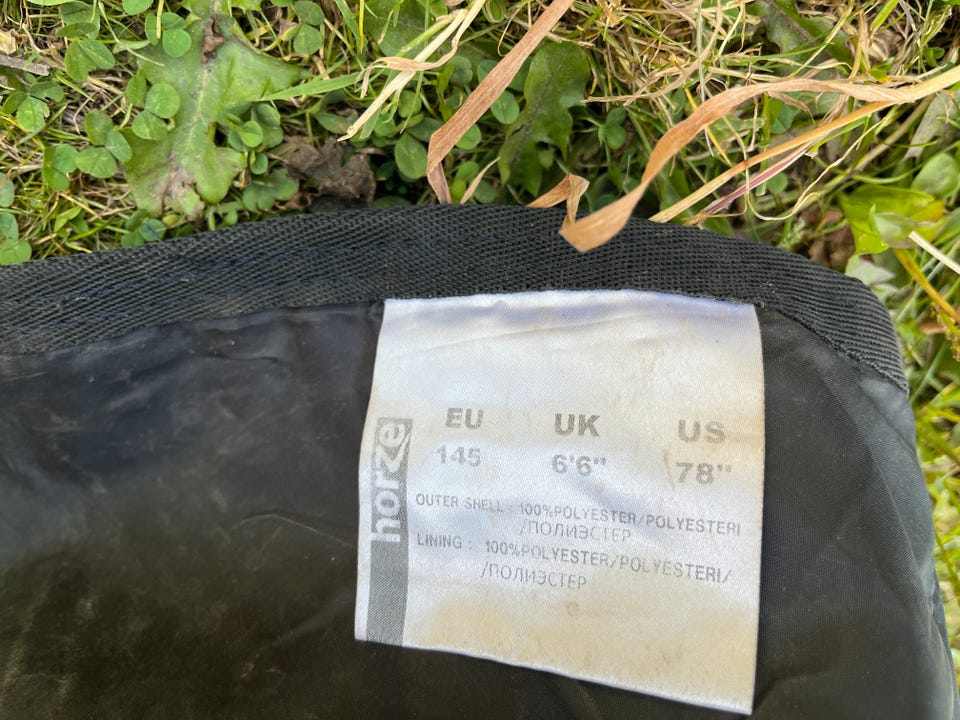 horze
EU UK US
145 6'6" 78"
OUTER SHELL : 100%POLYESTER/POLYESTERI
/ПОЛИЭСТЕР
LINING : 100%POLYESTER/POLYESTERI/
/ПОЛИЭСТЕР